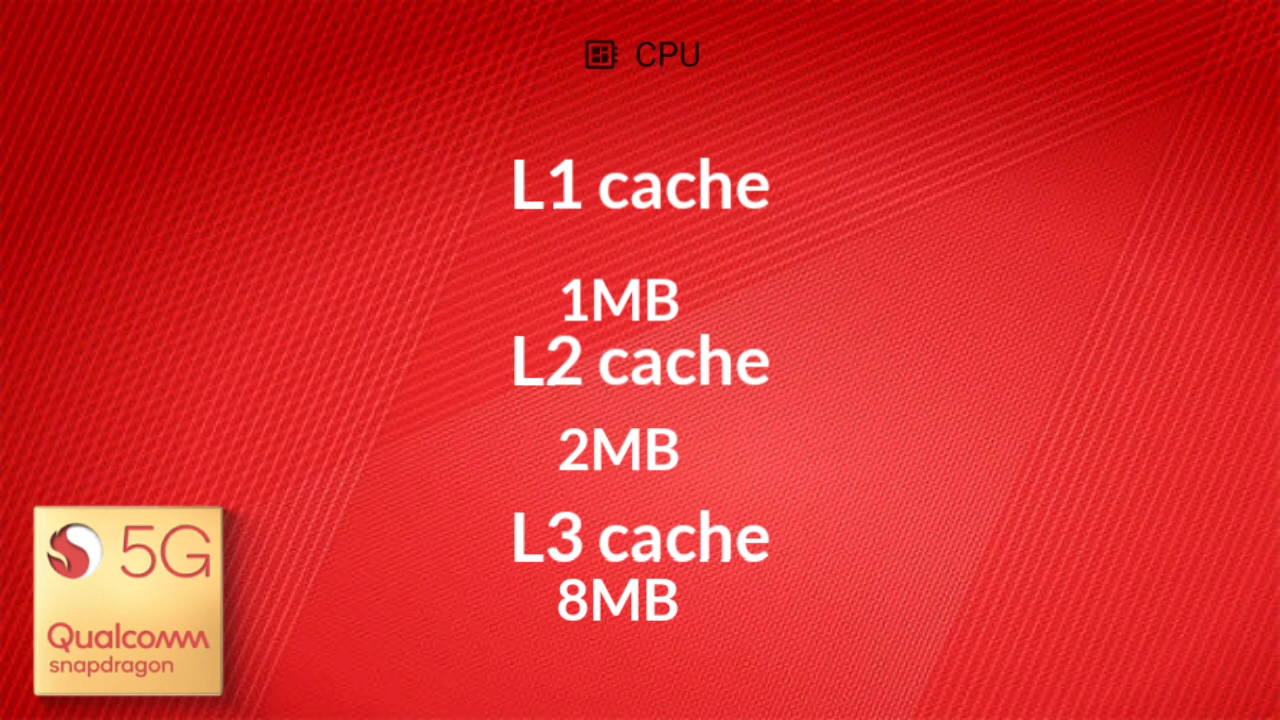 CPU
L1 cache
1MB
L2 cache
2MB
L3 cache
8MB
5G
Qualcomm
snapdragon